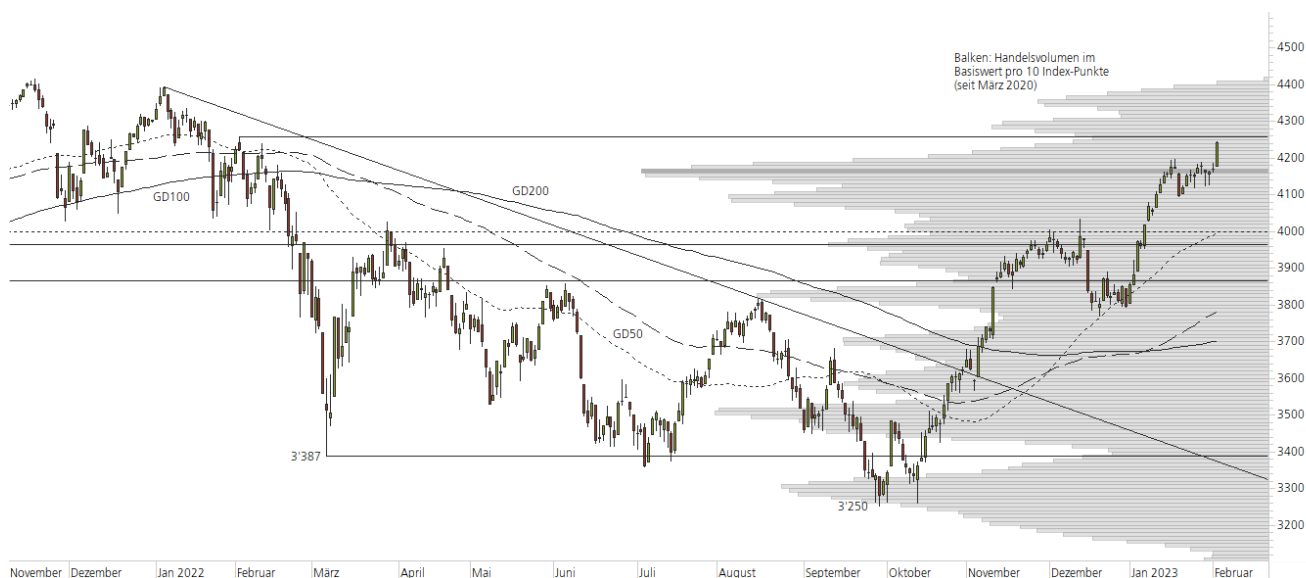 Balken: Handelsvolumen im
Basiswert pro 10 Index-Punkte
(seit März 2020)
4500
4400
4300
4200
4100
4000
3900
3800
3700
3600
3500
3400
3300
3200
GD100
GD200
GD50
3'387
3'250
November Dezember Jan 2022 Februar März April Mai Juni Juli August September Oktober November Dezember Jan 2023 Februar